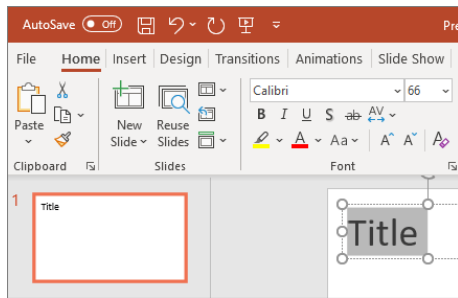 AutoSave Off Pre
File Home Insert Design Transitions Animations Slide Show
Paste
New Slide
Reuse Slides
Calibri 66
B I U S ab AV
A Aa A A A
Clipboard Slides Font
1
Title
Title